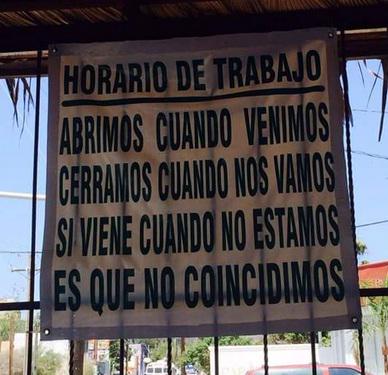 HORARIO DE TRABAJO
ABRIMOS CUANDO VENIMOS
CERRAMOS CUANDO NOS VAMOS
SI VIENE CUANDO NO ESTAMOS
ES QUE NO COINCIDIMOS